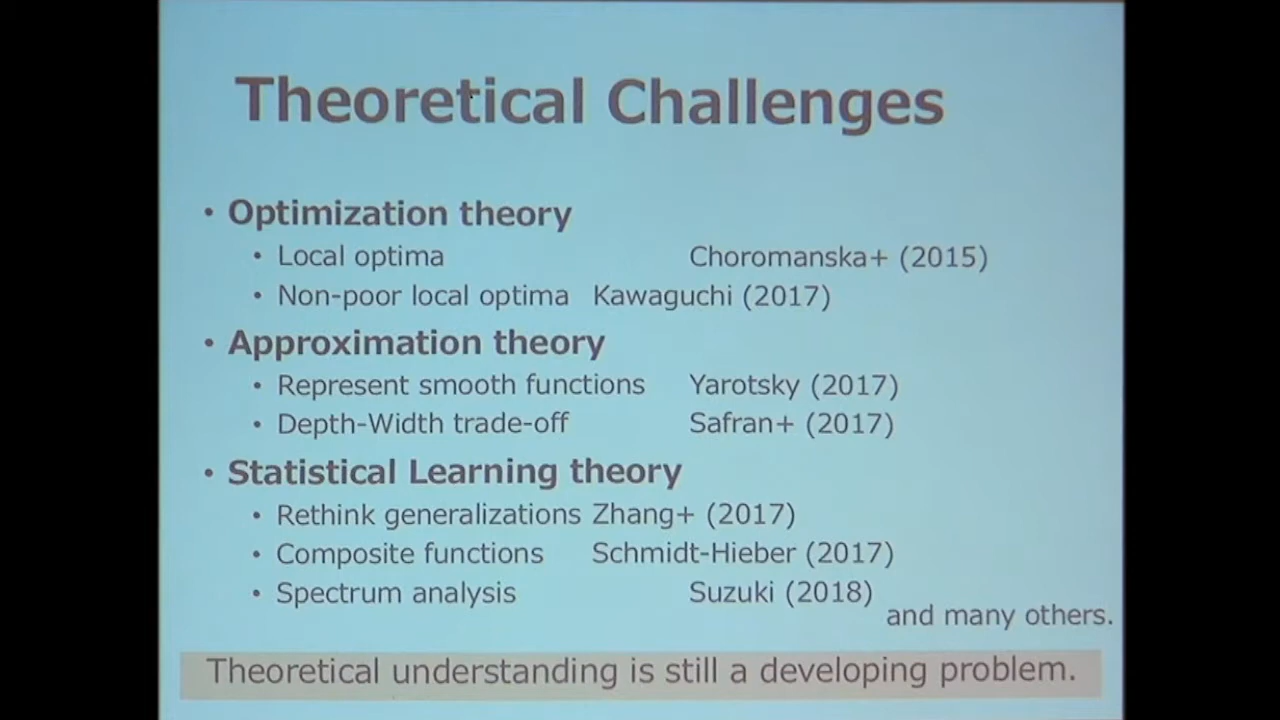 Theoretical Challenges
• Optimization theory
• Local optima Choromanska+ (2015)
• Non-poor local optima Kawaguchi (2017)
• Approximation theory
• Represent smooth functions Yarotsky (2017)
• Depth-Width trade-off Safran+ (2017)
• Statistical Learning theory
• Rethink generalizations Zhang+ (2017)
• Composite functions Schmidt-Hieber (2017)
• Spectrum analysis Suzuki (2018)
and many others.
Theoretical understanding is still a developing problem.